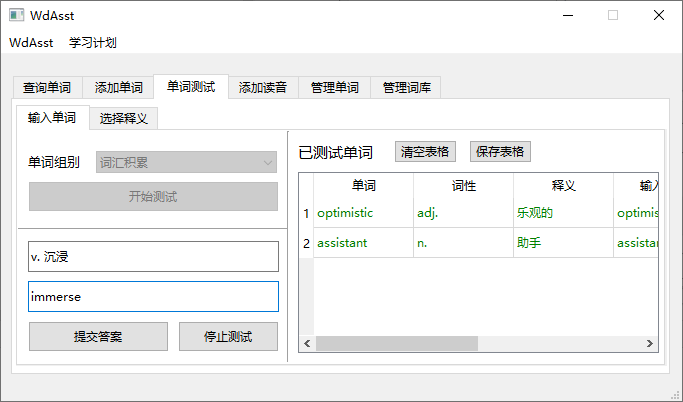 WdAsst
WdAsst 学习计划
查询单词 添加单词 单词测试 添加读音 管理单词 管理词库
输入单词 选择释义
单词组别 词汇积累
开始测试
v. 沉浸
immerse
提交答案 停止测试
已测试单词 清空表格 保存表格
单词 词性 释义 输入
1 optimistic adj. 乐观的 optimis
2 assistant n. 助手 assistar